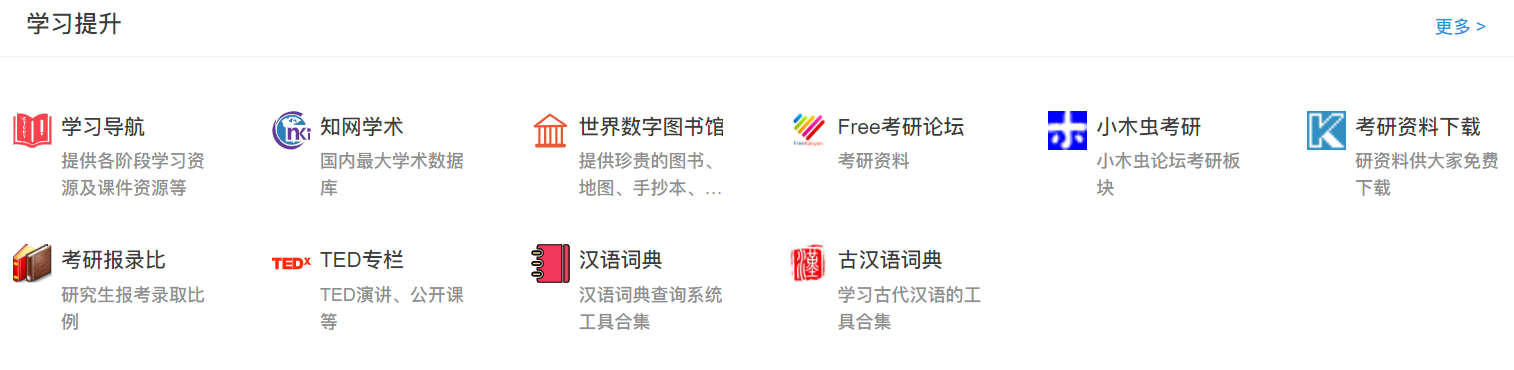 学习提升
更多 >
学习导航
提供各阶段学习资
源及课件资源等
知网学术
国内最大学术数据
库
世界数字图书馆
提供珍贵的图书、
地图、手抄本、...
Free考研论坛
考研资料
小木虫考研
小木虫论坛考研板
块
考研资料下载
研资料供大家免费
下载
考研报录比
研究生报考录取比
例
TEDx
TED专栏
TED演讲、公开课
等
汉语词典
汉语词典查询系统
工具合集
古汉语词典
学习古代汉语的工
具合集